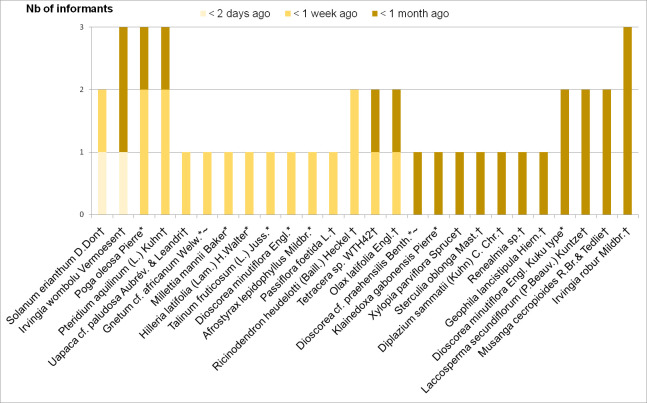 Nb of informants
< 2 days ago
< 1 week ago
< 1 month ago
3
2
1
0
Solanum erianthum D.Don†
Irvingia wombolu Vermoesen†
Poga oleosa Pierre*
Pteridium aquilinum (L.) Kuhn†
Uapaca cf. paludosa Aubrév. & Leandri†
Gnetum cf. africanum Welw.*~
Milletia mannii Baker*
Hilleria latifolia (Lam.) H.Walter*
Talinum fruticosum (L.) Juss.*
Dioscorea minutiflora Engl.*
Afrostyrax lepidophyllus Mildbr.*
Passiflora foetida L.†
Ricinodendron heudelotii (Baill.) Heckel†
Tetracera sp. WTH42†
Olax latifolia Engl.†
Dioscorea cf. praehensilis Benth.*~
Klainedoxa gabonensis Pierre*
Xylopia parviflora Spruce†
Sterculia oblonga Mast.†
Diplazium sammatii (Kuhn) C. Chr.†
Renealmia sp.†
Geophila lancistipula Hiern.†
Dioscorea minutiflora Engl. Kuku type*
Laccosperma secundiflorum (P.Beauv.) Kuntze†
Musanga cecropioides R.Br. & Tedlie†
Irvingia robur Mildbr.†